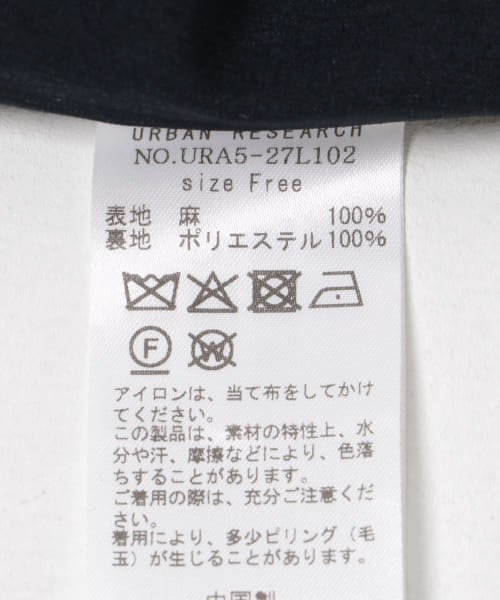 URBAN RESEARCH
NO.URA5-27L102
size Free
表地 麻 100%
裏地 ポリエステル 100%
F W
アイロンは、当て布をしてかけ
てください。
この製品は、素材の特性上、水
分や汗、摩擦などにより、色落
ちすることがあります。
ご着用の際は、充分ご注意くだ
さい。
着用により、多少ピリング(毛
玉)が生じることがあります。
中国製